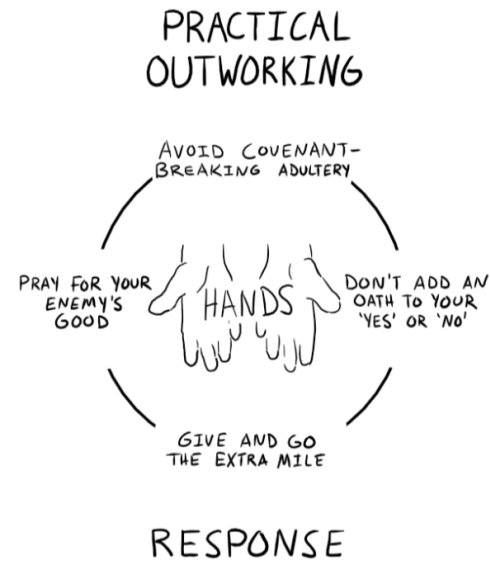 PRACTICAL
OUTWORKING
AVOID COVENANT-
BREAKING ADULTERY
PRAY FOR YOUR
ENEMY'S
GOOD
HANDS
DON'T ADD AN
OATH TO YOUR
'YES' OR 'NO'
GIVE AND GO
THE EXTRA MILE
RESPONSE